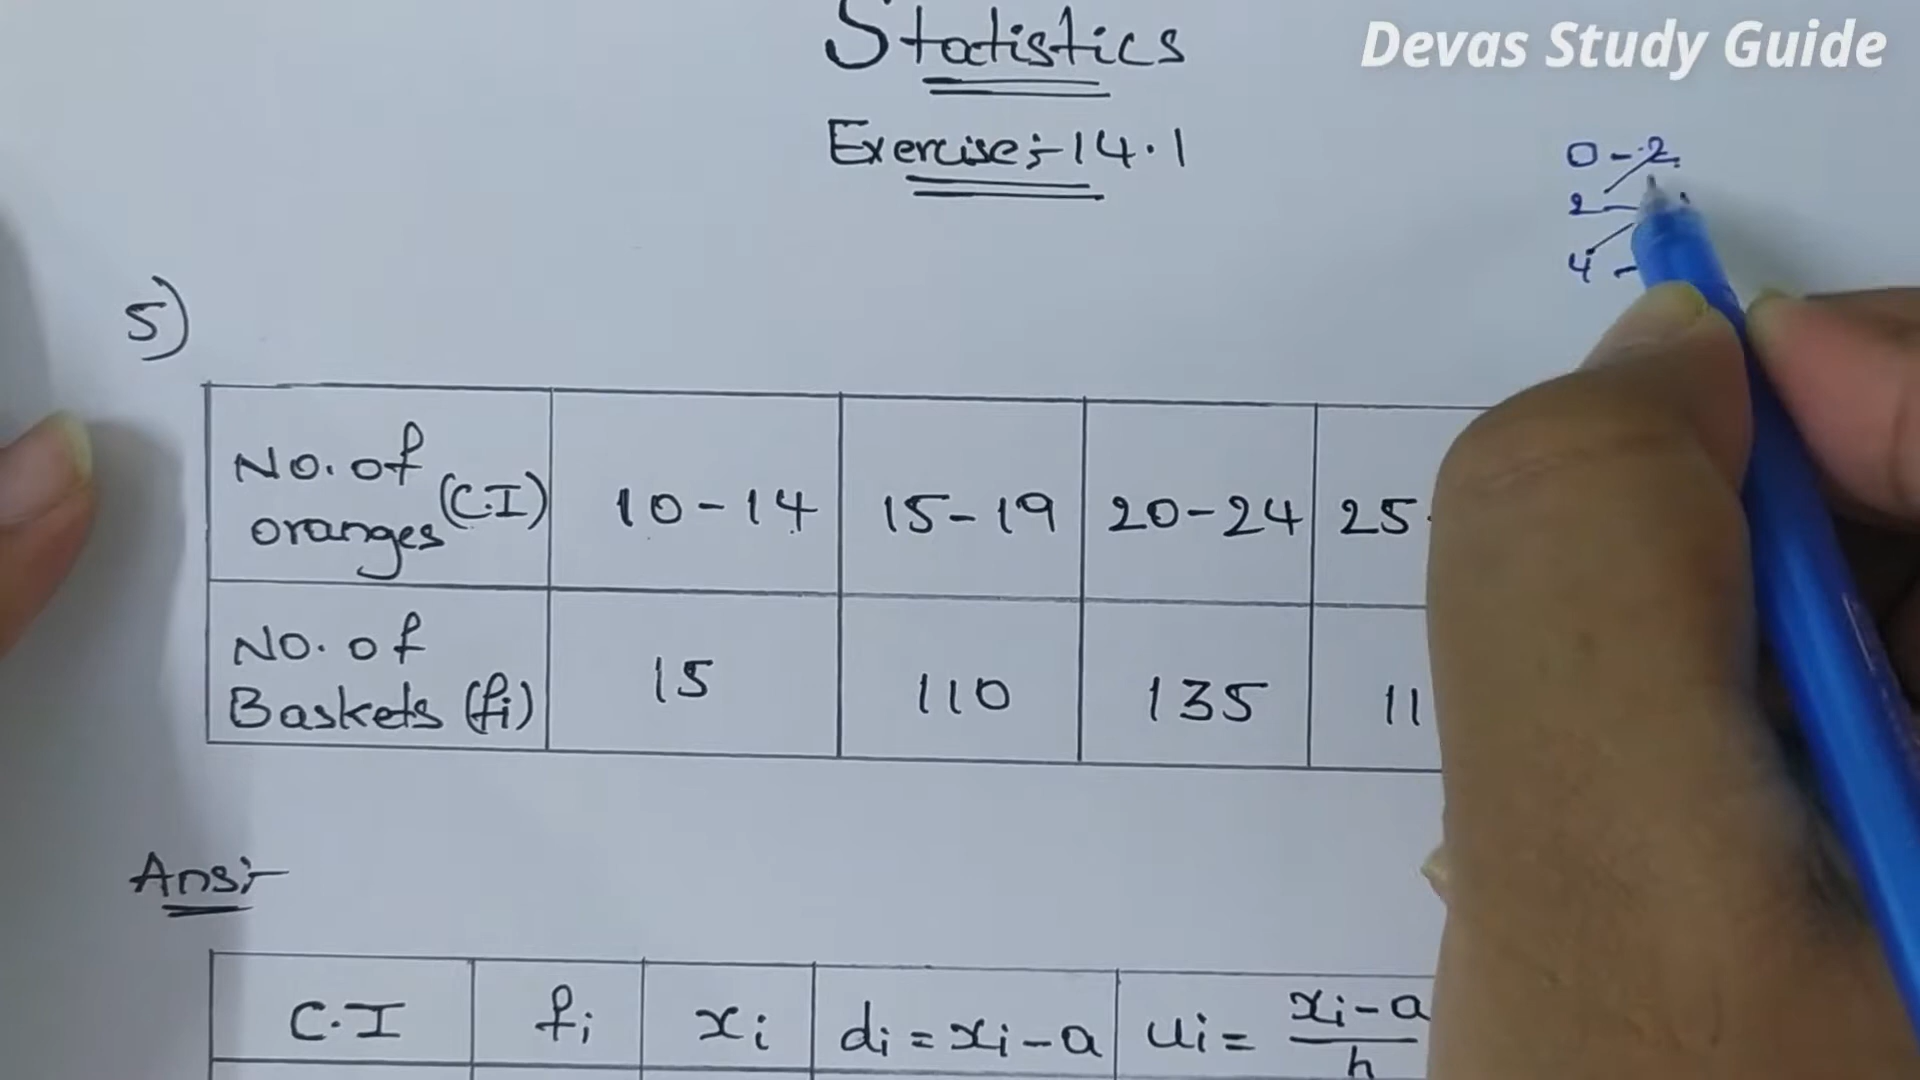 Statistics
Devas Study Guide
Exercise:- 14.1
0 - 2
2 -
4 -
5)
No. of oranges (C.I) 10-14 15-19 20-24 25
No. of Baskets (fi) 15 110 135 11
Ans:-
C.I fi xi di = xi - a ui = xi - a / h